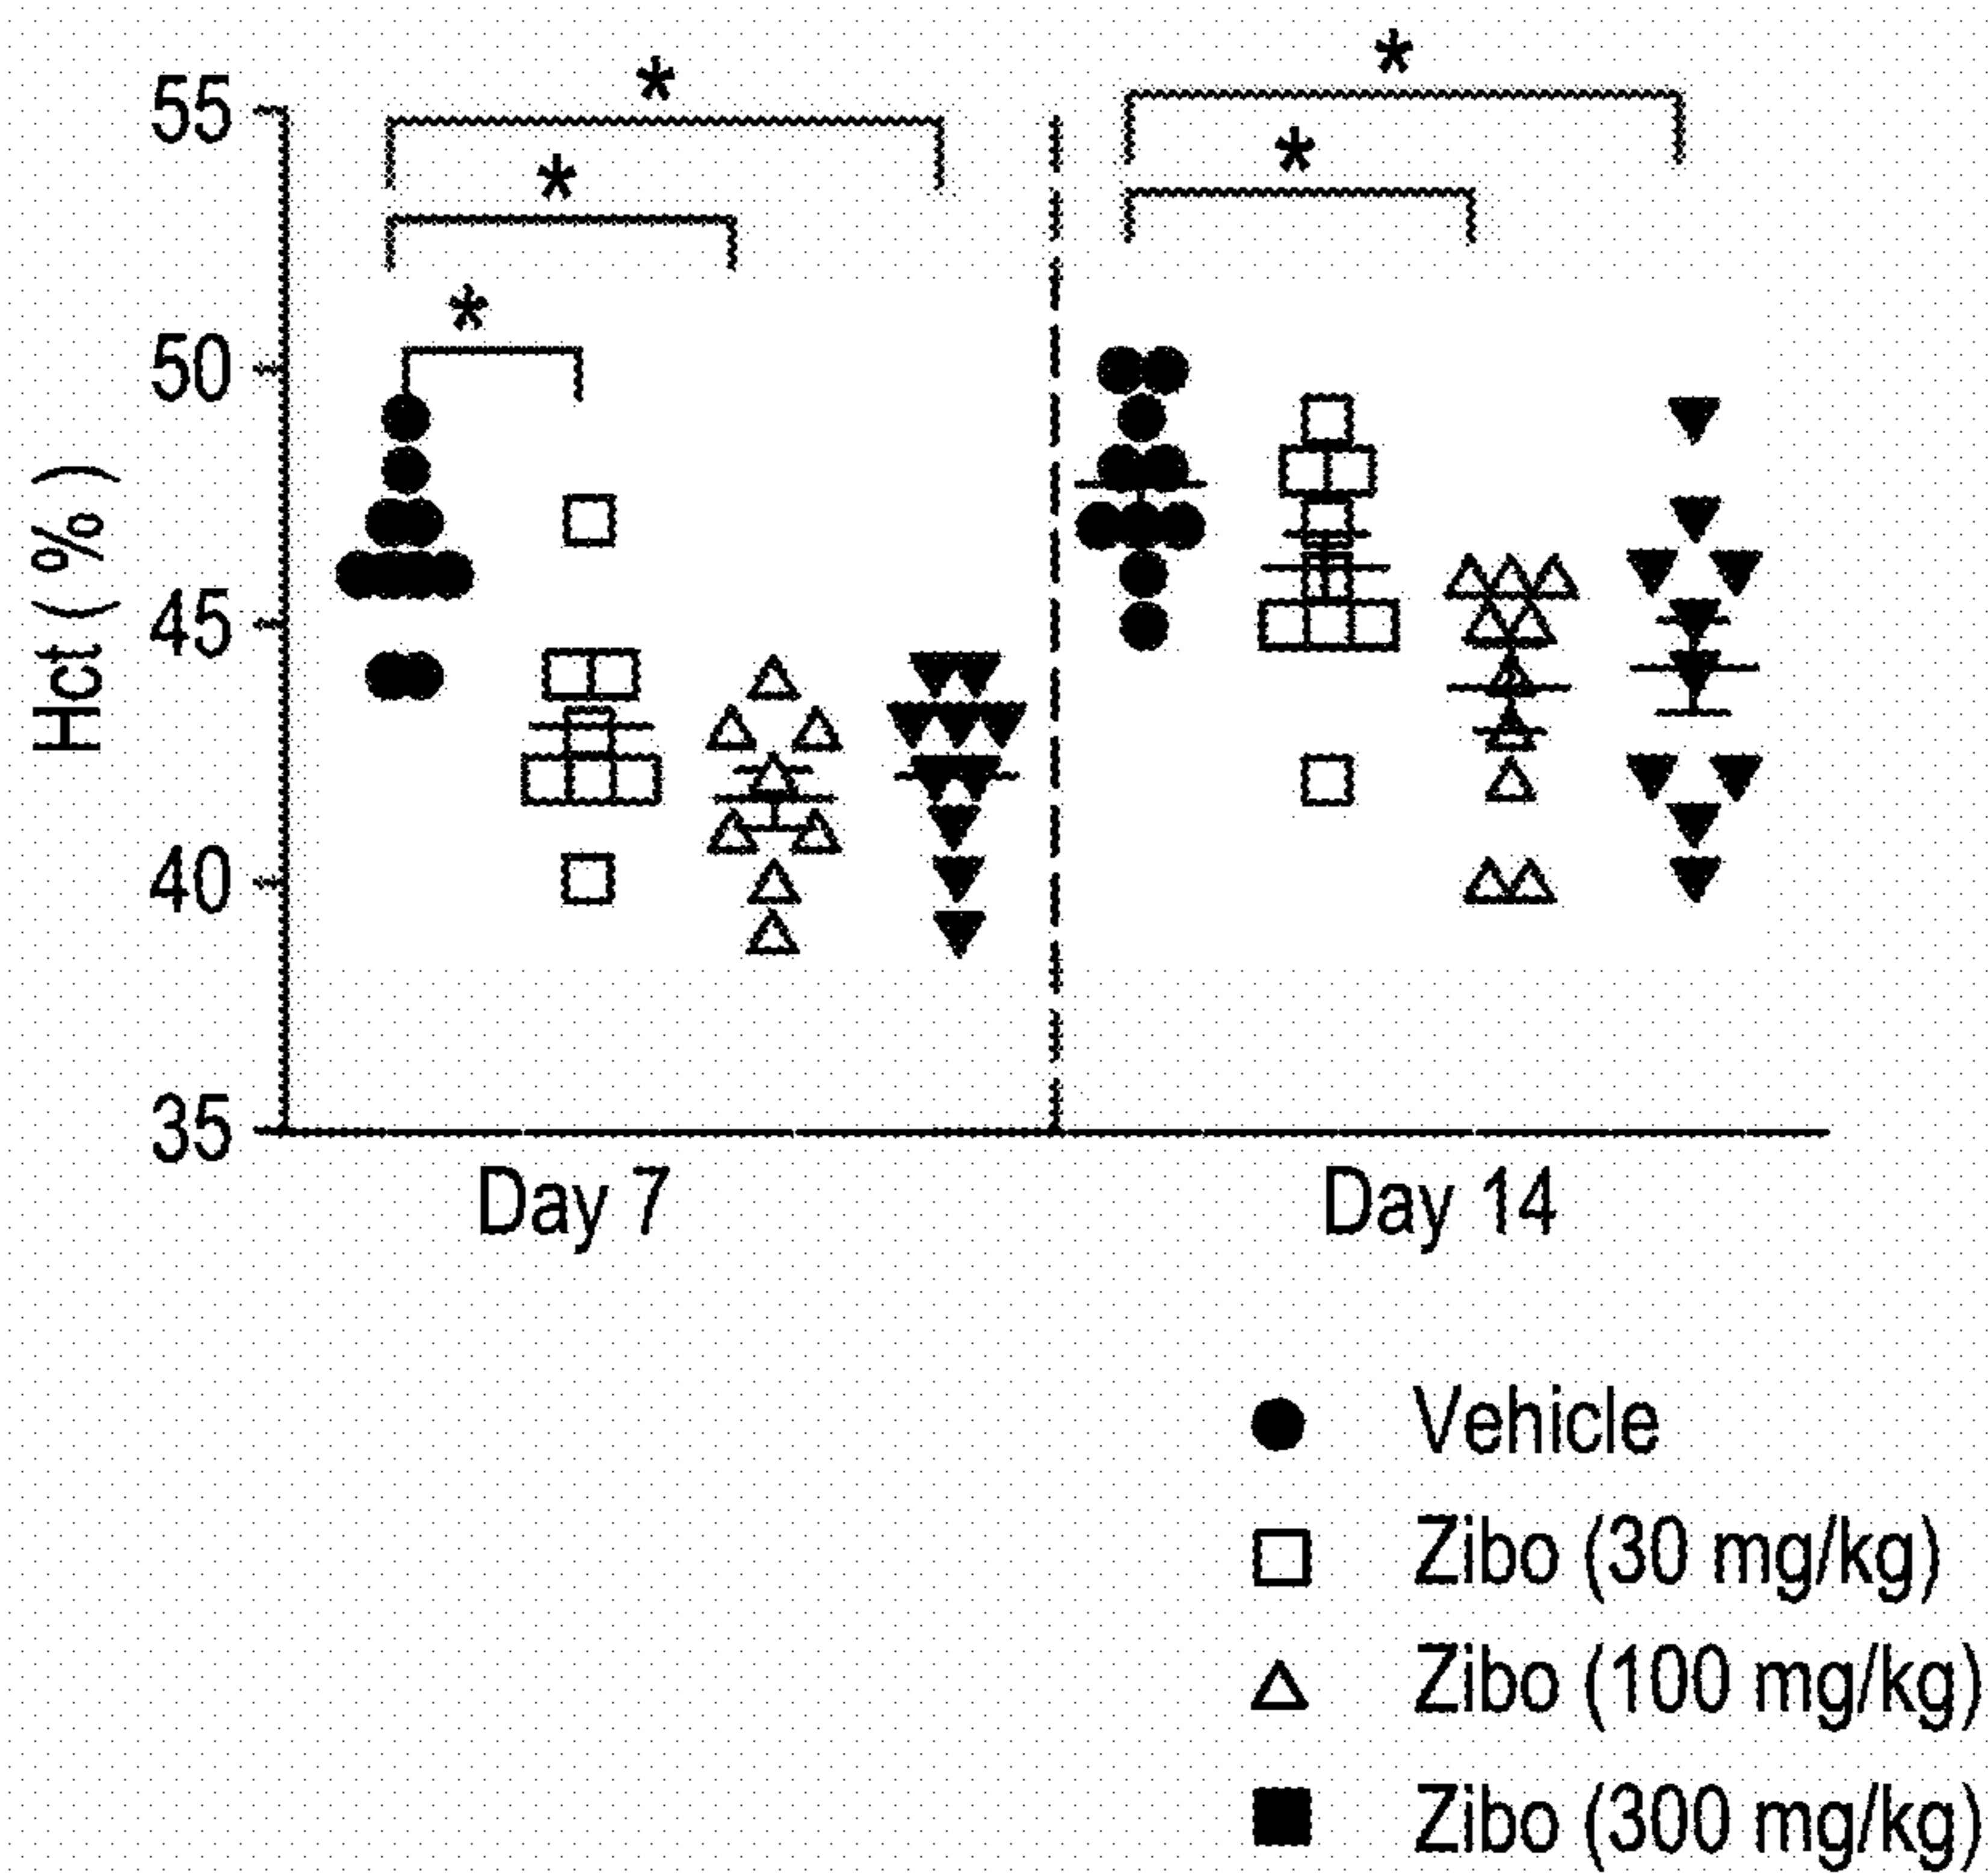 *
*
*
*
*
55
50
45
40
35
Hct ( % )
Day 7
Day 14
Vehicle
Zibo (30 mg/kg)
Zibo (100 mg/kg)
Zibo (300 mg/kg)